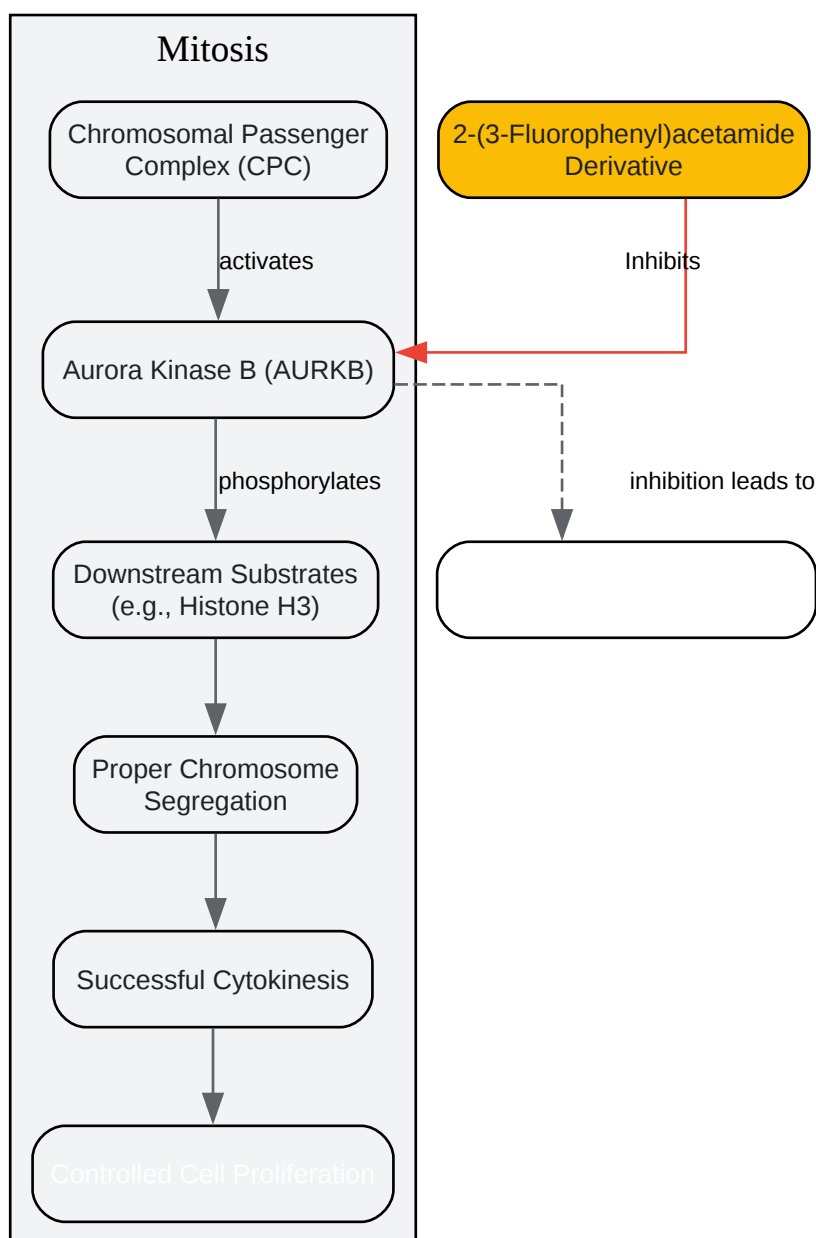 Mitosis
Chromosomal Passenger
Complex (CPC)
2-(3-Fluorophenyl)acetamide
Derivative
activates
Inhibits
Aurora Kinase B (AURKB)
phosphorylates
inhibition leads to
Downstream Substrates
(e.g., Histone H3)
Proper Chromosome
Segregation
Successful Cytokinesis
Controlled Cell Proliferation